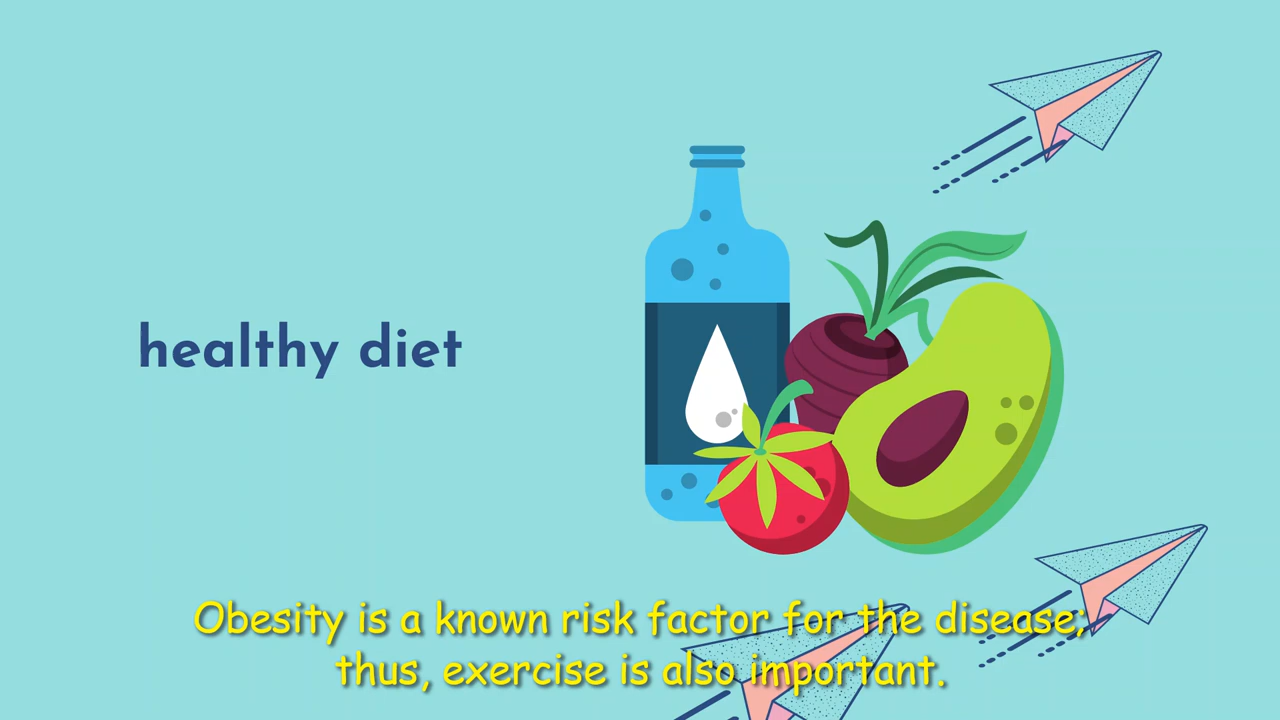 healthy diet
Obesity is a known risk factor for the disease;
thus, exercise is also important.